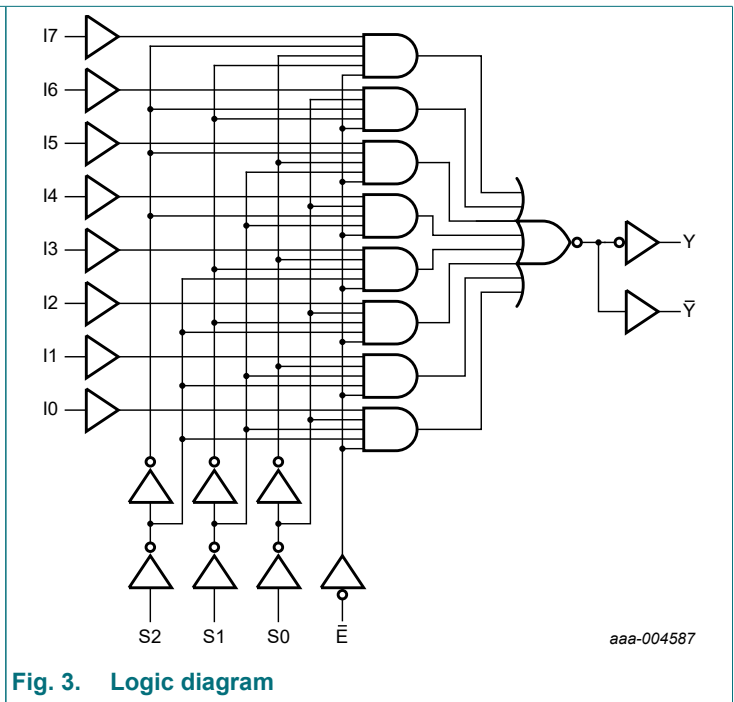 I7
I6
I5
I4
I3
I2
I1
I0
Y
Ȳ
S2 S1 S0 Ē
aaa-004587
Fig. 3. Logic diagram